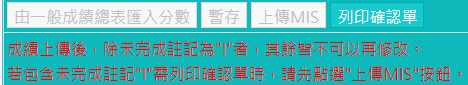 由一般成績總表匯入分數 暫存 上傳MIS 列印確認單
成績上傳後，除未完成註記為"I"者，其餘皆不可以再修改。
若包含未完成註記"I"需列印確認單時，請先點選"上傳MIS"按鈕。